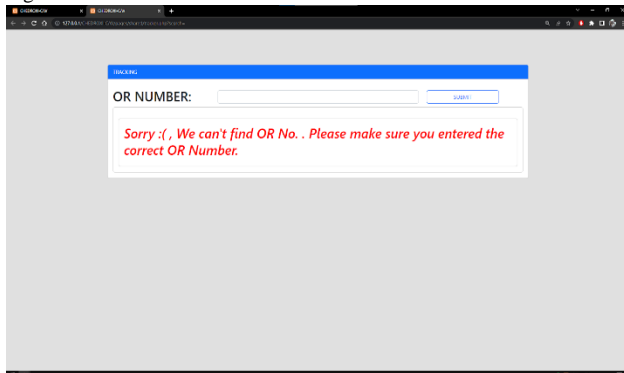 TRACKING
OR NUMBER:
SUBMIT
Sorry :( , We can't find OR No. . Please make sure you entered the
correct OR Number.